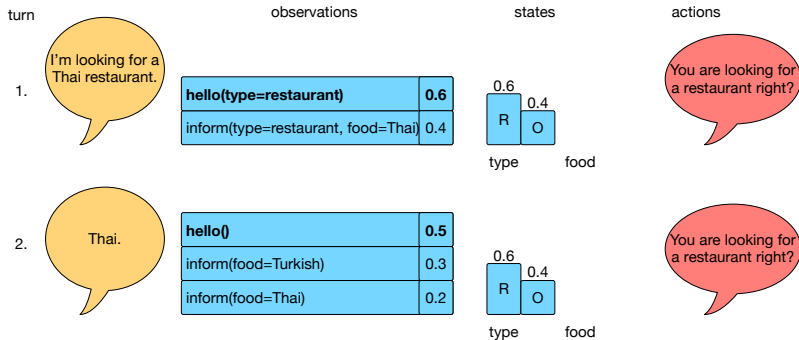 turn observations states actions
1.
I'm looking for a
Thai restaurant.
hello(type=restaurant) 0.6
inform(type=restaurant, food=Thai) 0.4
0.6
0.4
R O
type food
You are looking for
a restaurant right?
2.
Thai.
hello() 0.5
inform(food=Turkish) 0.3
inform(food=Thai) 0.2
0.6
0.4
R O
type food
You are looking for
a restaurant right?